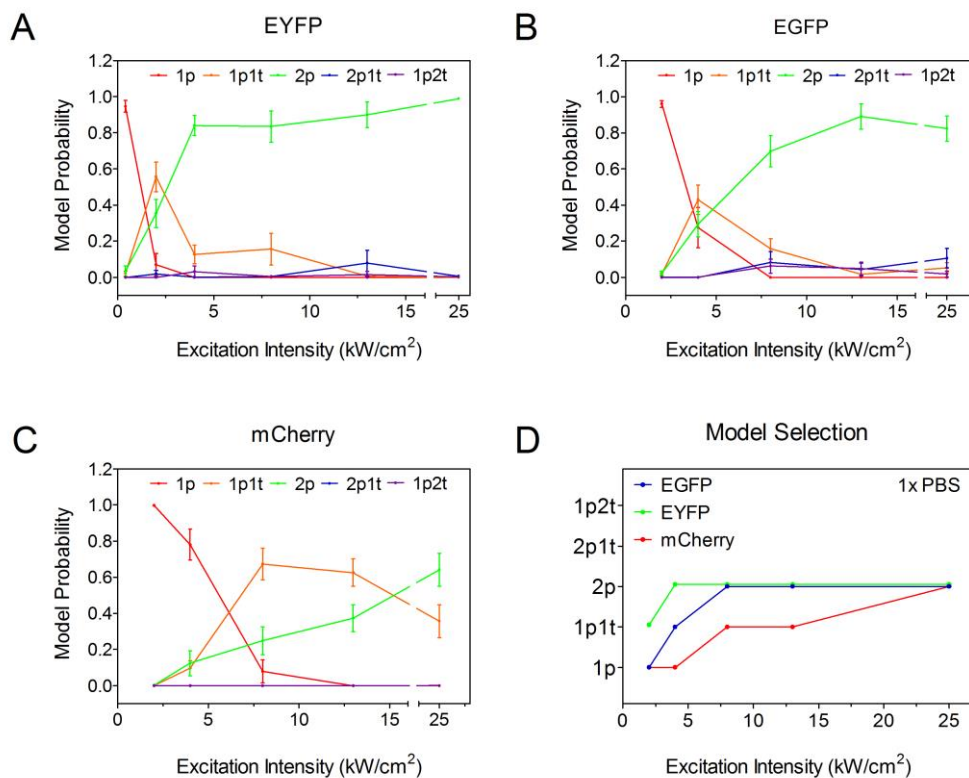 A
EYFP
1p 1p1t 2p 2p1t 1p2t
Model Probability
1.2
1.0
0.8
0.6
0.4
0.2
0.0
0 5 10 15 25
Excitation Intensity (kW/cm²)
B
EGFP
1p 1p1t 2p 2p1t 1p2t
Model Probability
1.2
1.0
0.8
0.6
0.4
0.2
0.0
0 5 10 15 25
Excitation Intensity (kW/cm²)
C
mCherry
1p 1p1t 2p 2p1t 1p2t
Model Probability
1.2
1.0
0.8
0.6
0.4
0.2
0.0
0 5 10 15 25
Excitation Intensity (kW/cm²)
D
Model Selection
EGFP
EYFP
mCherry
1x PBS
1p2t
2p1t
2p
1p1t
1p
0 5 10 15 20 25
Excitation Intensity (kW/cm²)